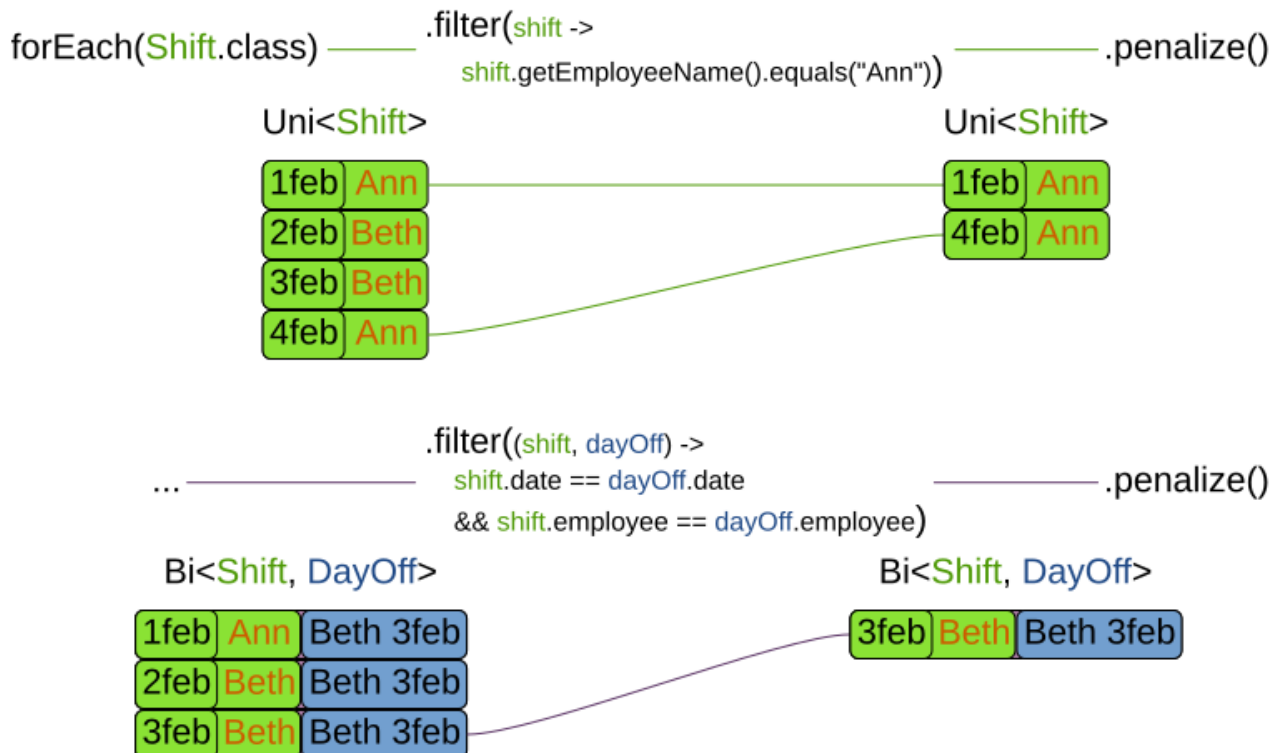 forEach(Shift.class)
.filter(shift ->
shift.getEmployeeName().equals("Ann"))
.penalize()
Uni<Shift>
Uni<Shift>
1feb Ann
1feb Ann
2feb Beth
4feb Ann
3feb Beth
4feb Ann
...
.filter((shift, dayOff) ->
shift.date == dayOff.date
&& shift.employee == dayOff.employee)
.penalize()
Bi<Shift, DayOff>
Bi<Shift, DayOff>
1feb Ann Beth 3feb
3feb Beth Beth 3feb
2feb Beth Beth 3feb
3feb Beth Beth 3feb